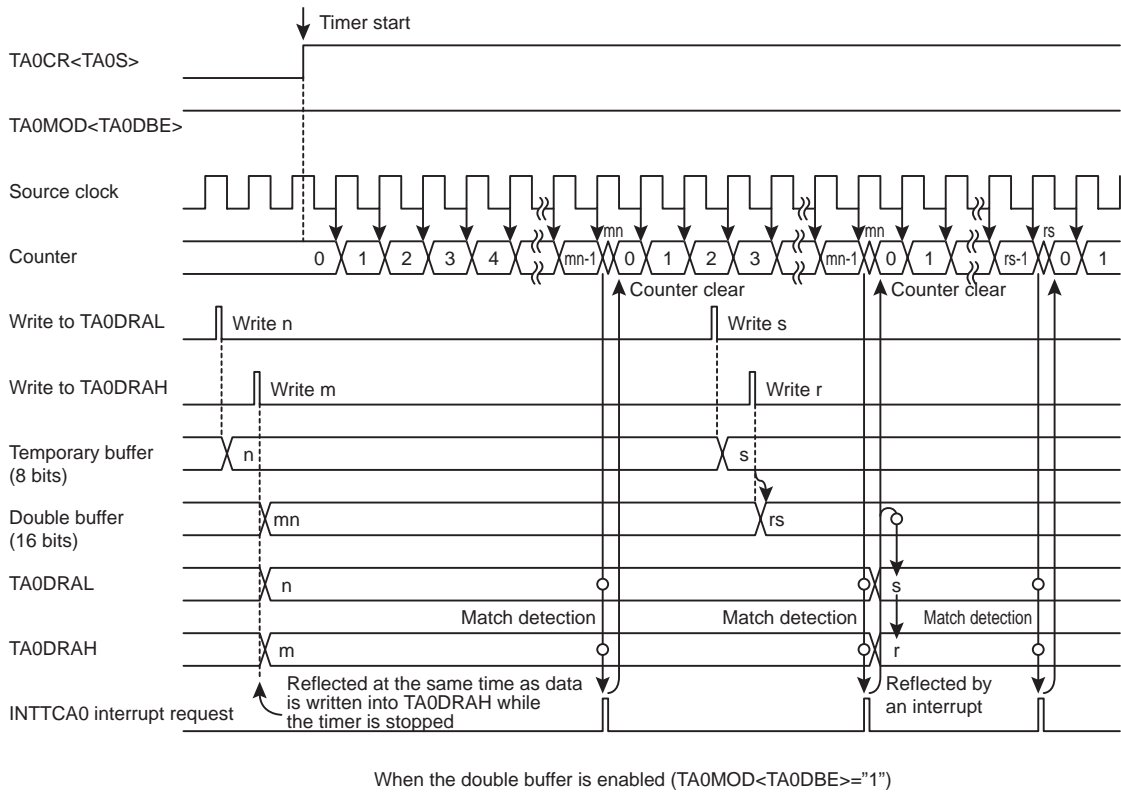 Timer start
TA0CR<TA0S>
TA0MOD<TA0DBE>
Source clock
mn mn rs
Counter 0 1 2 3 4 mn-1 0 1 2 3 mn-1 0 1 rs-1 0 1
Counter clear Counter clear
Write to TA0DRAL Write n Write s
Write to TA0DRAH Write m Write r
Temporary buffer
(8 bits)
n s
Double buffer
(16 bits)
mn rs
TA0DRAL n s
Match detection Match detection Match detection
TA0DRAH m r
Reflected at the same time as data
is written into TA0DRAH while
the timer is stopped
Reflected by
an interrupt
INTTCA0 interrupt request
When the double buffer is enabled (TA0MOD<TA0DBE>=”1”)